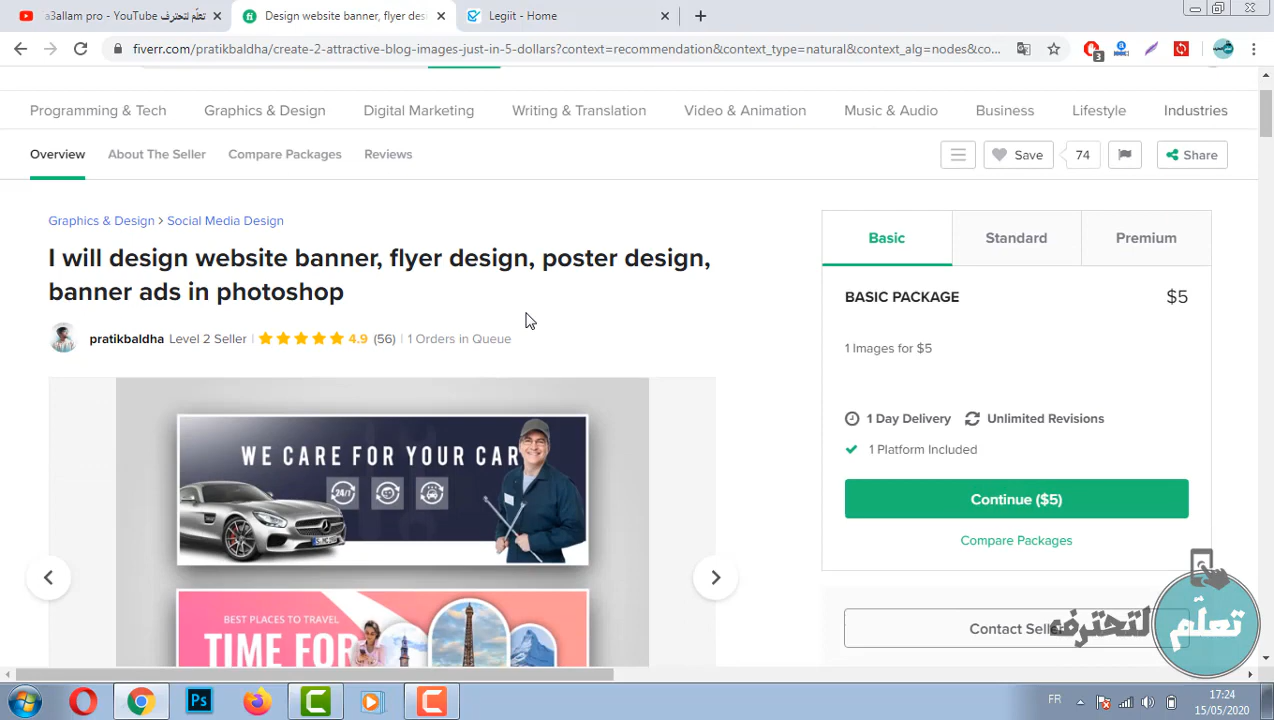 a3allam pro - YouTube تعلّم لتحترف
Design website banner, flyer desi
Legiit - Home
fiverr.com/pratikbaldha/create-2-attractive-blog-images-just-in-5-dollars?context=recommendation&context_type=natural&context_alg=nodes&co...
3
Programming & Tech
Graphics & Design
Digital Marketing
Writing & Translation
Video & Animation
Music & Audio
Business
Lifestyle
Industries
Overview
About The Seller
Compare Packages
Reviews
Save
74
Share
Graphics & Design > Social Media Design
I will design website banner, flyer design, poster design,
banner ads in photoshop
pratikbaldha Level 2 Seller | 4.9 (56) | 1 Orders in Queue
WE CARE FOR YOUR CAR
24/7
BEST PLACES TO TRAVEL
TIME FOR
Basic
Standard
Premium
BASIC PACKAGE
$5
1 Images for $5
1 Day Delivery
Unlimited Revisions
1 Platform Included
Continue ($5)
Compare Packages
Contact Seller
تعلّم لتحترف
Ps
FR
17:24
15/05/2020